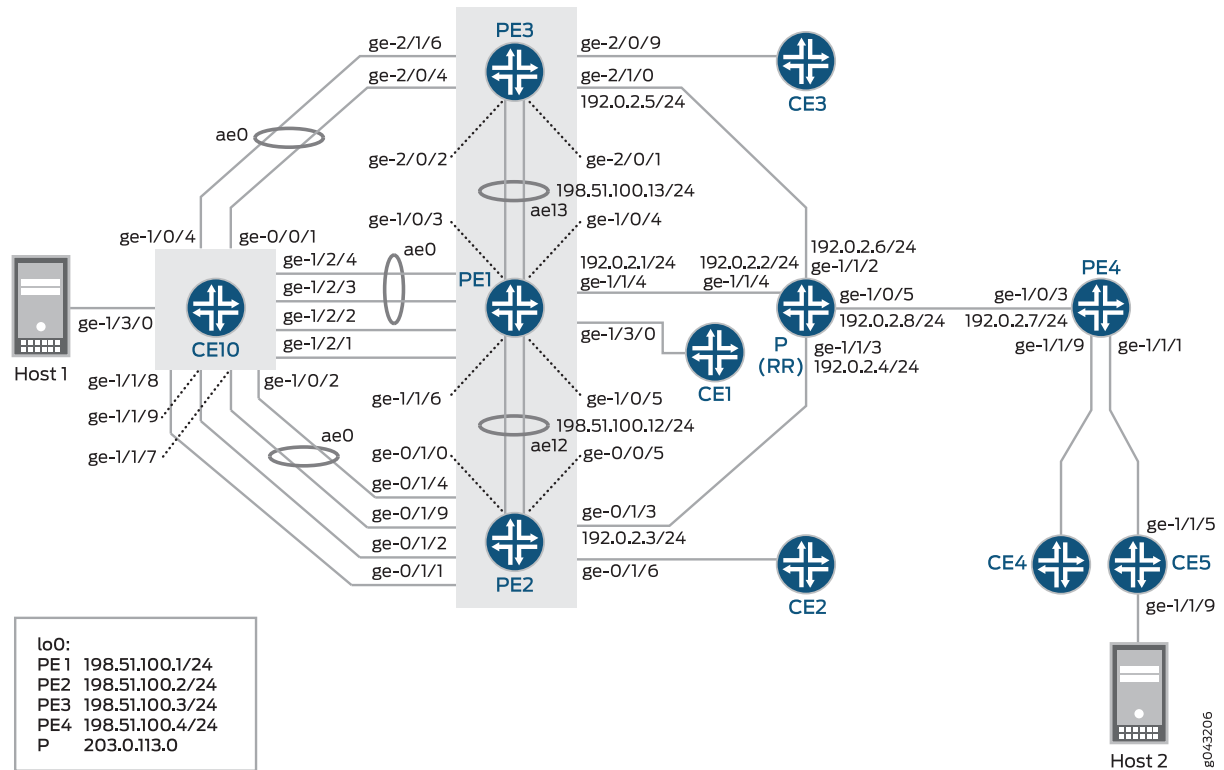 PE3
ge-2/1/6
ge-2/0/9
ge-2/0/4
ge-2/1/0
192.0.2.5/24
CE3
ae0
ge-2/0/2
ge-2/0/1
198.51.100.13/24
ae13
ge-1/0/3
ge-1/0/4
ge-1/0/4
ge-0/0/1
ae0
192.0.2.6/24
ge-1/1/2
ge-1/2/4
192.0.2.1/24
192.0.2.2/24
PE4
PE1
ge-1/1/4
ge-1/1/4
ge-1/2/3
ge-1/0/5
ge-1/0/3
ge-1/3/0
ge-1/2/2
192.0.2.8/24
192.0.2.7/24
ge-1/3/0
CE10
ge-1/2/1
P
(RR)
ge-1/1/3
192.0.2.4/24
ge-1/1/9
ge-1/1/1
Host 1
ge-1/1/8
ge-1/0/2
CE1
ge-1/1/6
ge-1/0/5
ge-1/1/9
198.51.100.12/24
ae12
ae0
ge-1/1/7
ge-0/1/0
ge-0/0/5
ge-0/1/4
ge-0/1/9
ge-0/1/3
192.0.2.3/24
ge-1/1/5
ge-0/1/2
ge-0/1/6
ge-0/1/1
PE2
CE2
CE4
CE5
ge-1/1/9
lo0:
PE1 198.51.100.1/24
PE2 198.51.100.2/24
PE3 198.51.100.3/24
PE4 198.51.100.4/24
P 203.0.113.0
Host 2
g043206